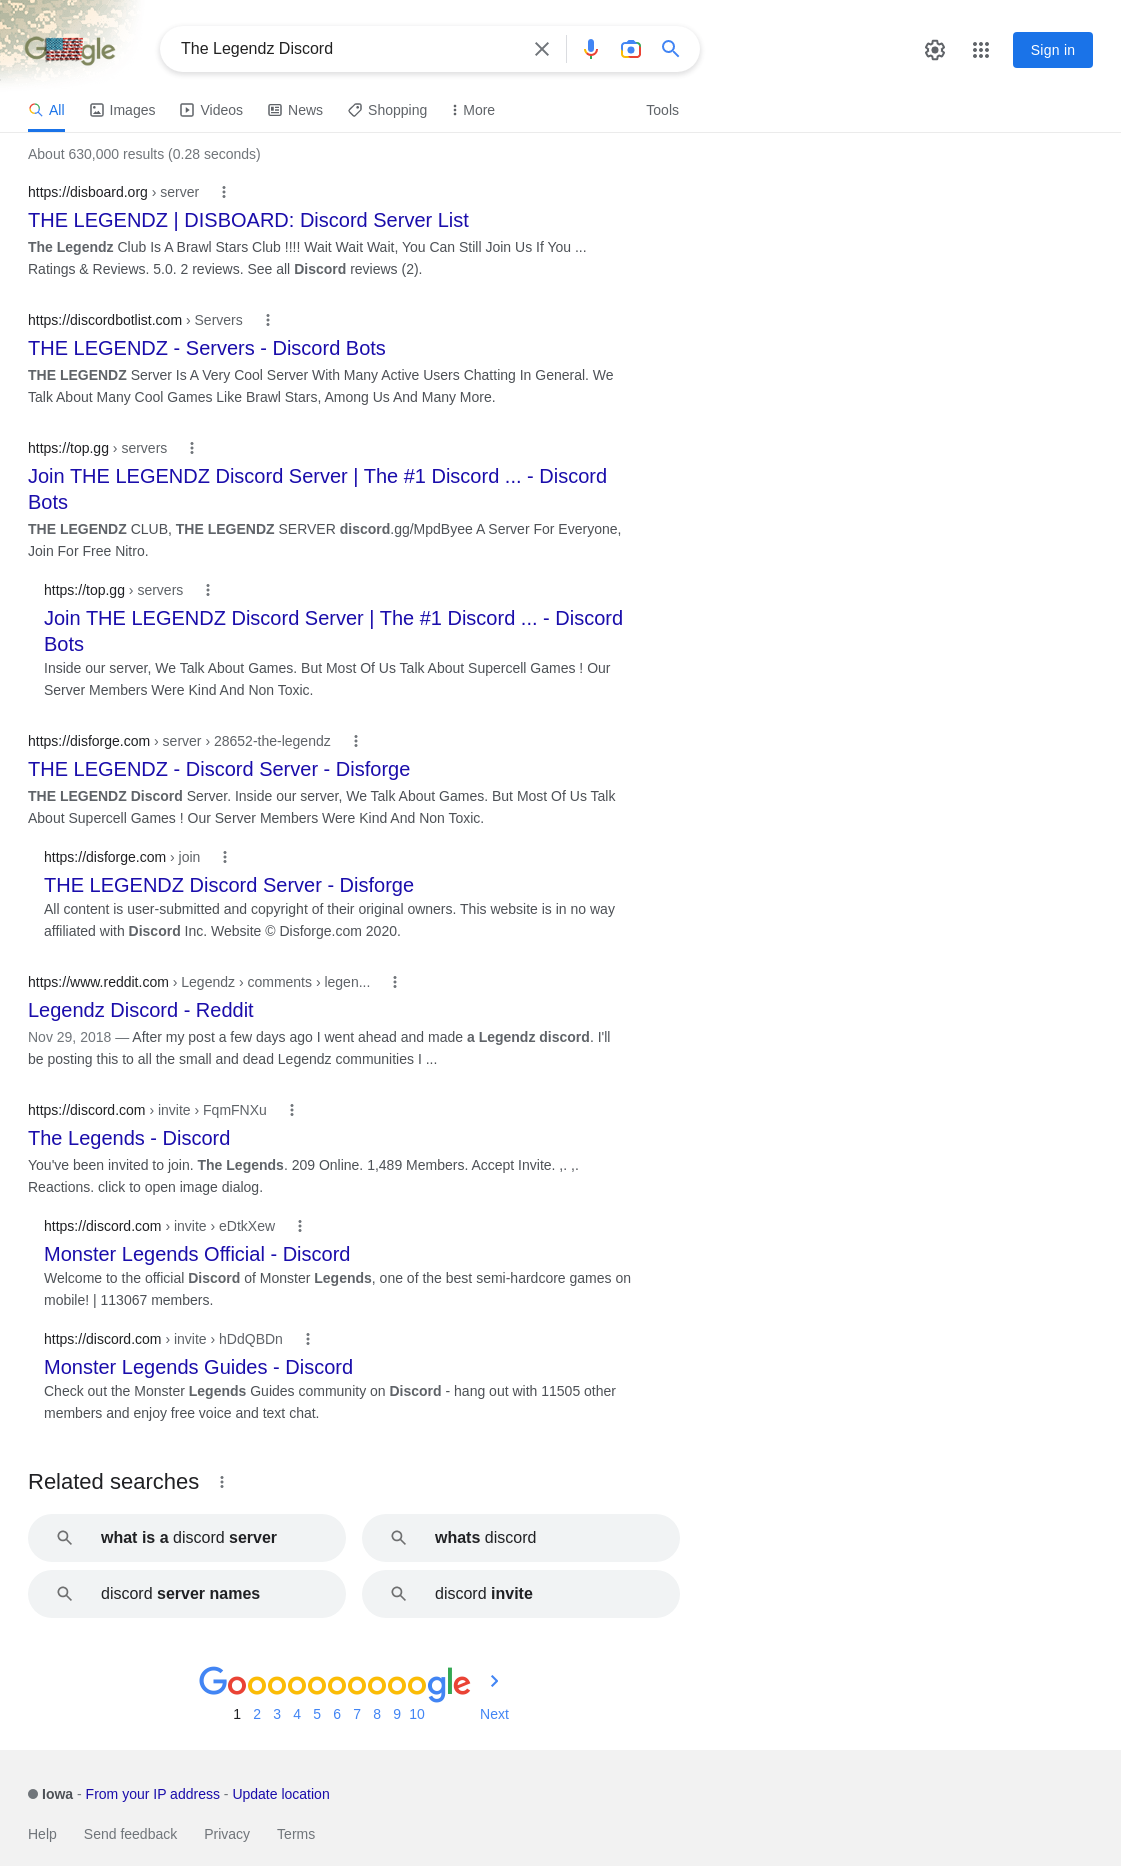 Google
The Legendz Discord
Sign in
All Images Videos News Shopping More Tools
About 630,000 results (0.28 seconds)
https://disboard.org › server
THE LEGENDZ | DISBOARD: Discord Server List
The Legendz Club Is A Brawl Stars Club !!!! Wait Wait Wait, You Can Still Join Us If You ...
Ratings & Reviews. 5.0. 2 reviews. See all Discord reviews (2).
https://discordbotlist.com › Servers
THE LEGENDZ - Servers - Discord Bots
THE LEGENDZ Server Is A Very Cool Server With Many Active Users Chatting In General. We
Talk About Many Cool Games Like Brawl Stars, Among Us And Many More.
https://top.gg › servers
Join THE LEGENDZ Discord Server | The #1 Discord ... - Discord
Bots
THE LEGENDZ CLUB, THE LEGENDZ SERVER discord.gg/MpdByee A Server For Everyone,
Join For Free Nitro.
https://top.gg › servers
Join THE LEGENDZ Discord Server | The #1 Discord ... - Discord
Bots
Inside our server, We Talk About Games. But Most Of Us Talk About Supercell Games ! Our
Server Members Were Kind And Non Toxic.
https://disforge.com › server › 28652-the-legendz
THE LEGENDZ - Discord Server - Disforge
THE LEGENDZ Discord Server. Inside our server, We Talk About Games. But Most Of Us Talk
About Supercell Games ! Our Server Members Were Kind And Non Toxic.
https://disforge.com › join
THE LEGENDZ Discord Server - Disforge
All content is user-submitted and copyright of their original owners. This website is in no way
affiliated with Discord Inc. Website © Disforge.com 2020.
https://www.reddit.com › Legendz › comments › legen...
Legendz Discord - Reddit
Nov 29, 2018 — After my post a few days ago I went ahead and made a Legendz discord. I'll
be posting this to all the small and dead Legendz communities I ...
https://discord.com › invite › FqmFNXu
The Legends - Discord
You've been invited to join. The Legends. 209 Online. 1,489 Members. Accept Invite. ,. ,.
Reactions. click to open image dialog.
https://discord.com › invite › eDtkXew
Monster Legends Official - Discord
Welcome to the official Discord of Monster Legends, one of the best semi-hardcore games on
mobile! | 113067 members.
https://discord.com › invite › hDdQBDn
Monster Legends Guides - Discord
Check out the Monster Legends Guides community on Discord - hang out with 11505 other
members and enjoy free voice and text chat.
Related searches
what is a discord server
whats discord
discord server names
discord invite
Goooooooooogle
1 2 3 4 5 6 7 8 9 10 Next
Iowa - From your IP address - Update location
Help Send feedback Privacy Terms